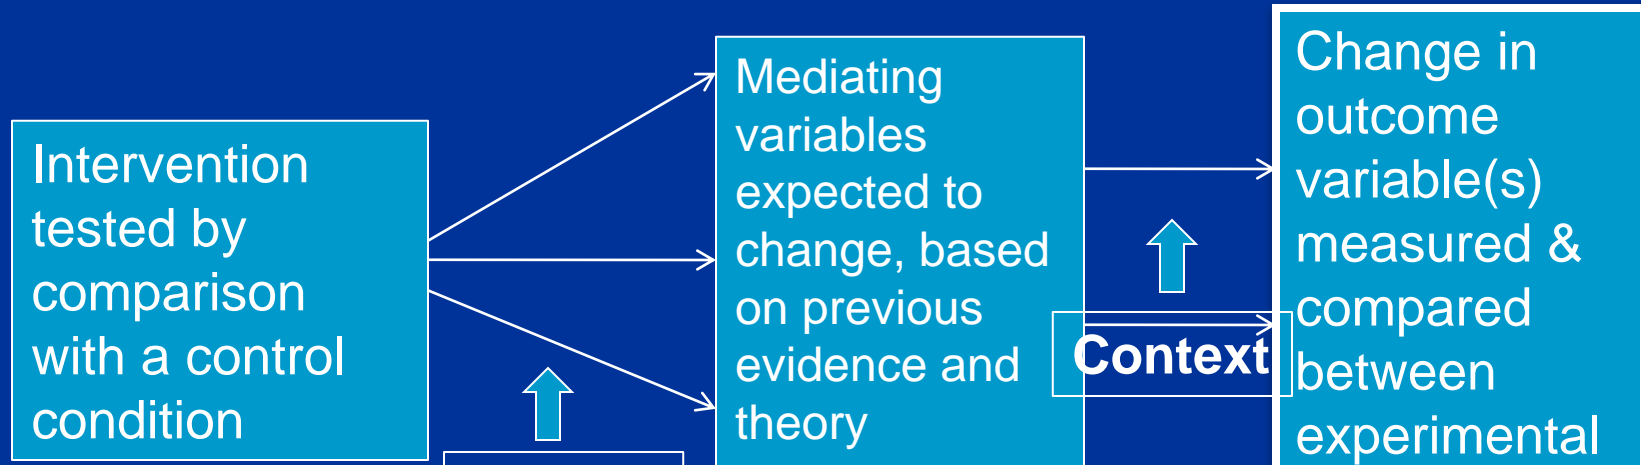 Intervention
tested by
comparison
with a control
condition
Mediating
variables
expected to
change, based
on previous
evidence and
theory
Context
Change in
outcome
variable(s)
measured &
compared
between
experimental